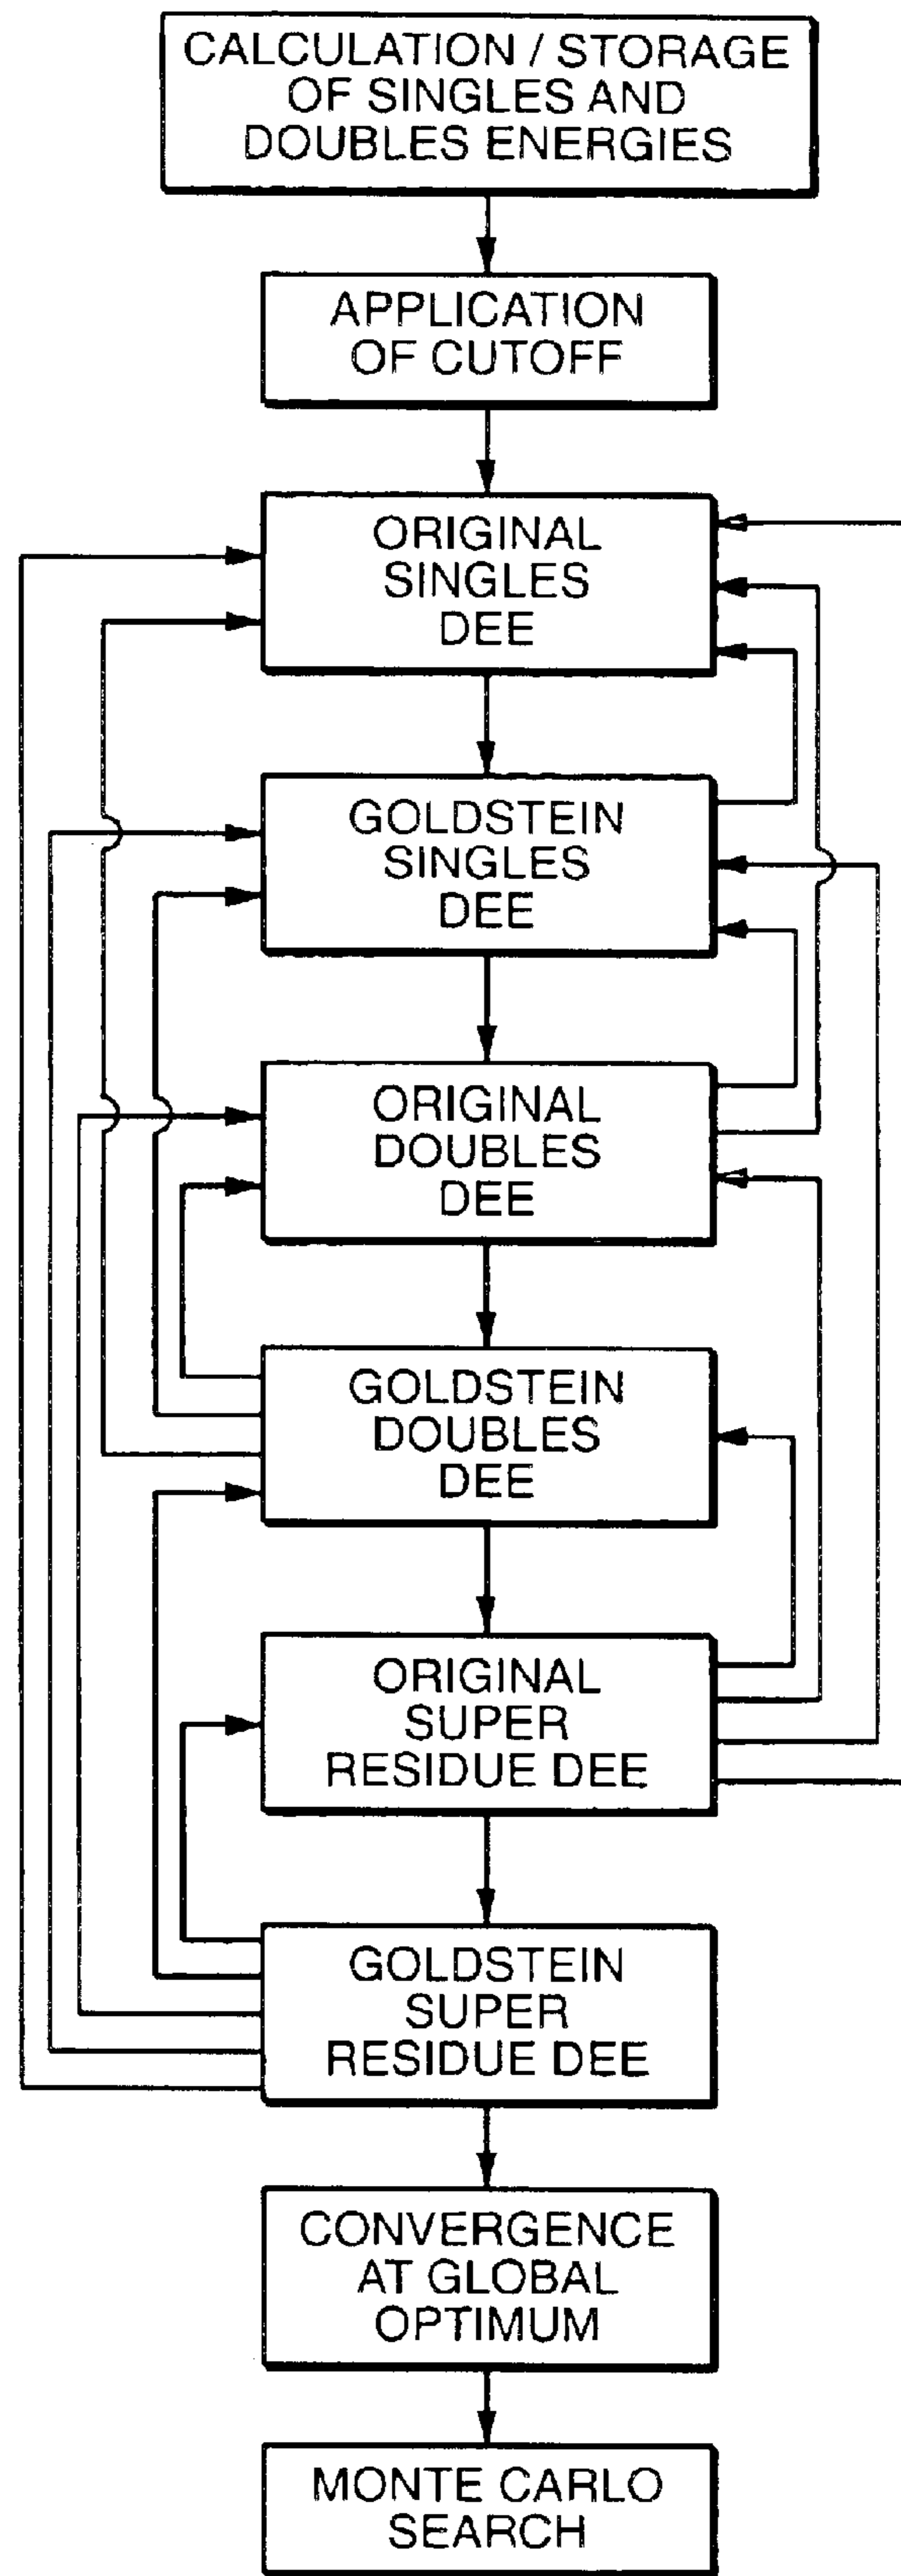 CALCULATION / STORAGE
OF SINGLES AND
DOUBLES ENERGIES
APPLICATION
OF CUTOFF
ORIGINAL
SINGLES
DEE
GOLDSTEIN
SINGLES
DEE
ORIGINAL
DOUBLES
DEE
GOLDSTEIN
DOUBLES
DEE
ORIGINAL
SUPER
RESIDUE DEE
GOLDSTEIN
SUPER
RESIDUE DEE
CONVERGENCE
AT GLOBAL
OPTIMUM
MONTE CARLO
SEARCH